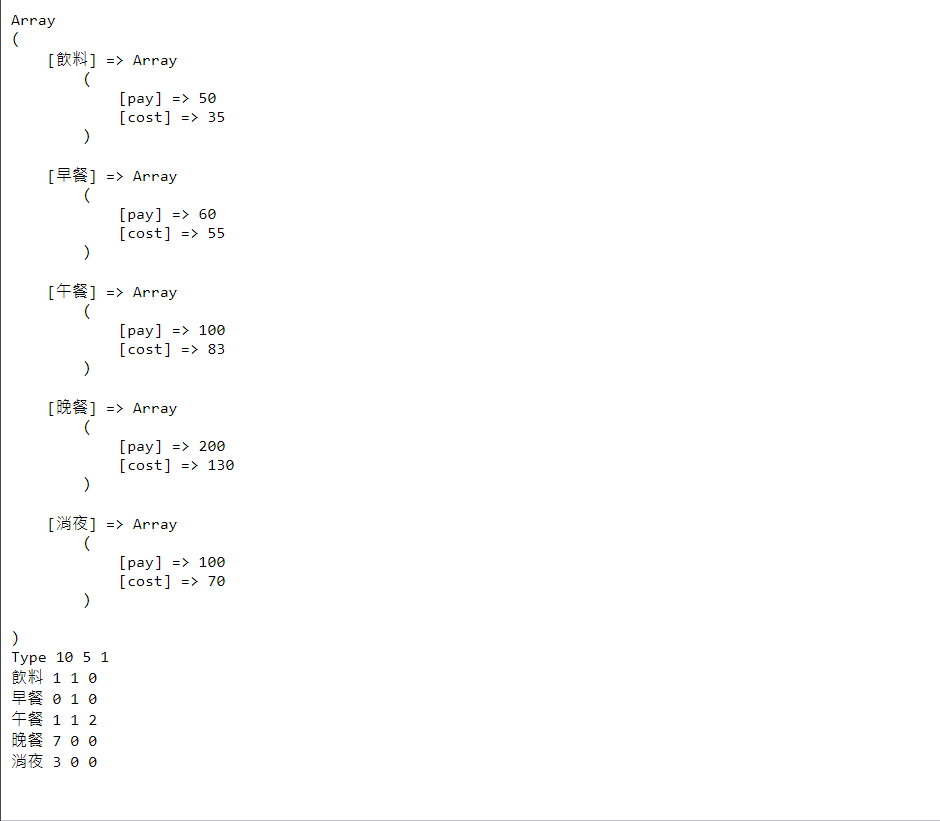 Array
(
    [飲料] => Array
        (
            [pay] => 50
            [cost] => 35
        )

    [早餐] => Array
        (
            [pay] => 60
            [cost] => 55
        )

    [午餐] => Array
        (
            [pay] => 100
            [cost] => 83
        )

    [晚餐] => Array
        (
            [pay] => 200
            [cost] => 130
        )

    [消夜] => Array
        (
            [pay] => 100
            [cost] => 70
        )

)
Type 10 5 1
飲料 1 1 0
早餐 0 1 0
午餐 1 1 2
晚餐 7 0 0
消夜 3 0 0